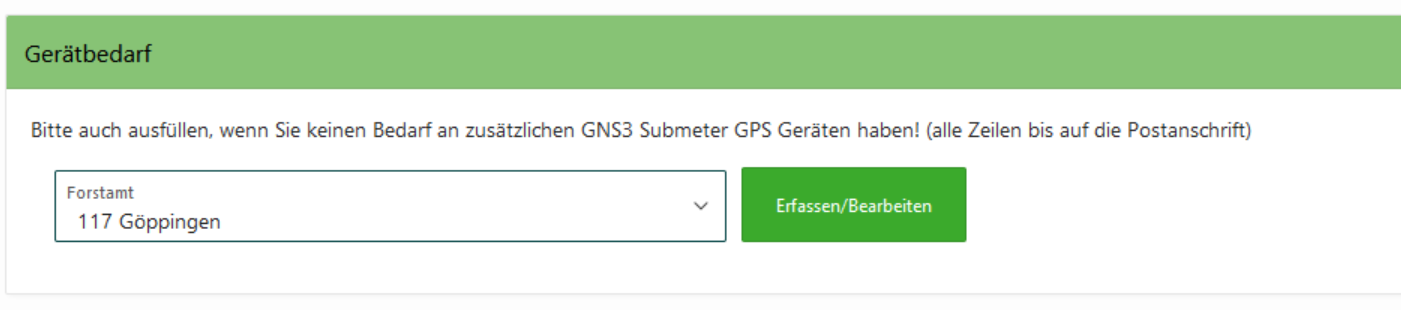 Gerätbedarf
Bitte auch ausfüllen, wenn Sie keinen Bedarf an zusätzlichen GNS3 Submeter GPS Geräten haben! (alle Zeilen bis auf die Postanschrift)
Forstamt
117 Göppingen
Erfassen/Bearbeiten